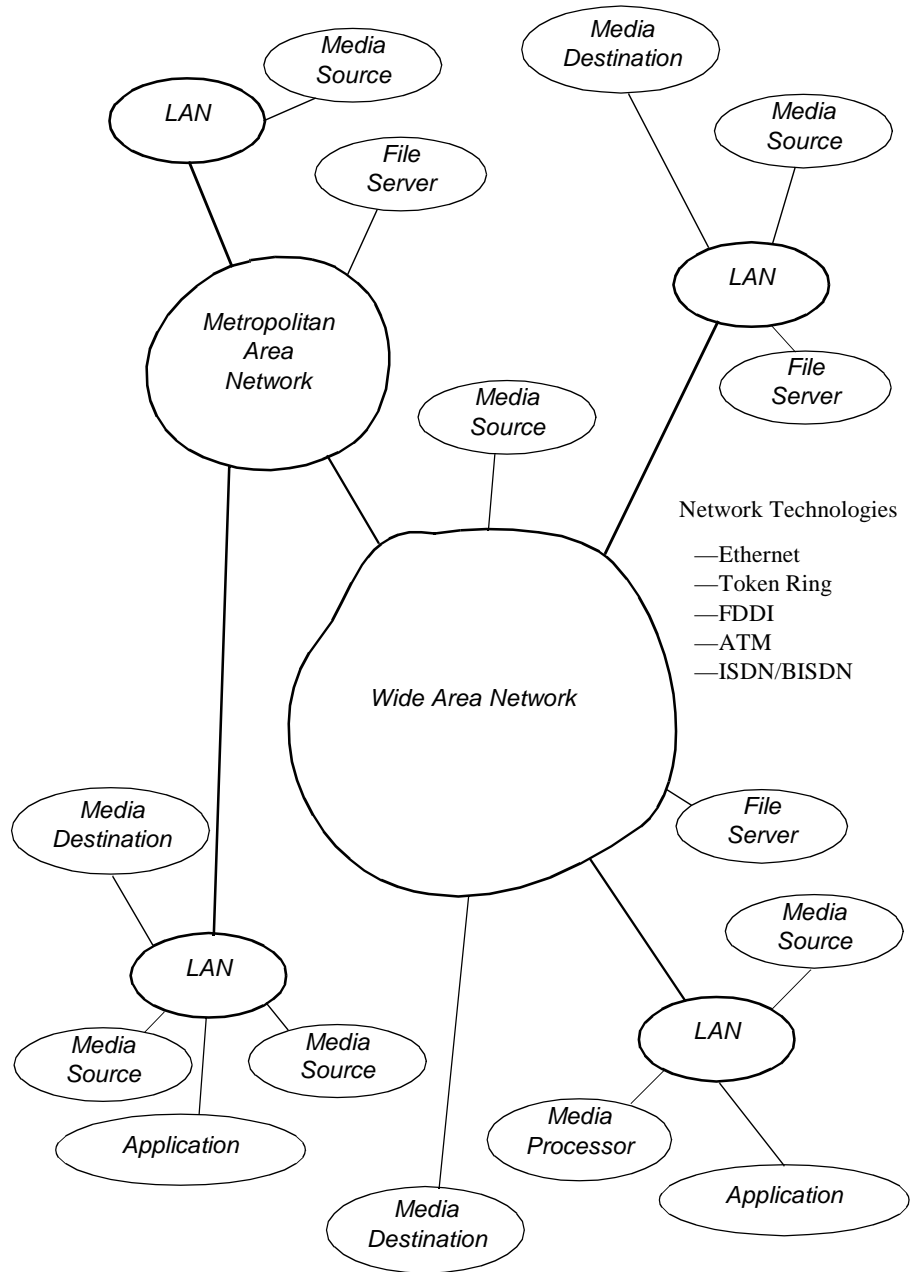 Media
Destination
Media
Source
LAN
Media
Source
File
Server
LAN
Metropolitan
Area
Network
File
Server
Media
Source
Network Technologies
—Ethernet
—Token Ring
—FDDI
—ATM
—ISDN/BISDN
Wide Area Network
Media
Destination
File
Server
Media
Source
LAN
LAN
Media
Source
Media
Source
Media
Processor
Application
Application
Media
Destination